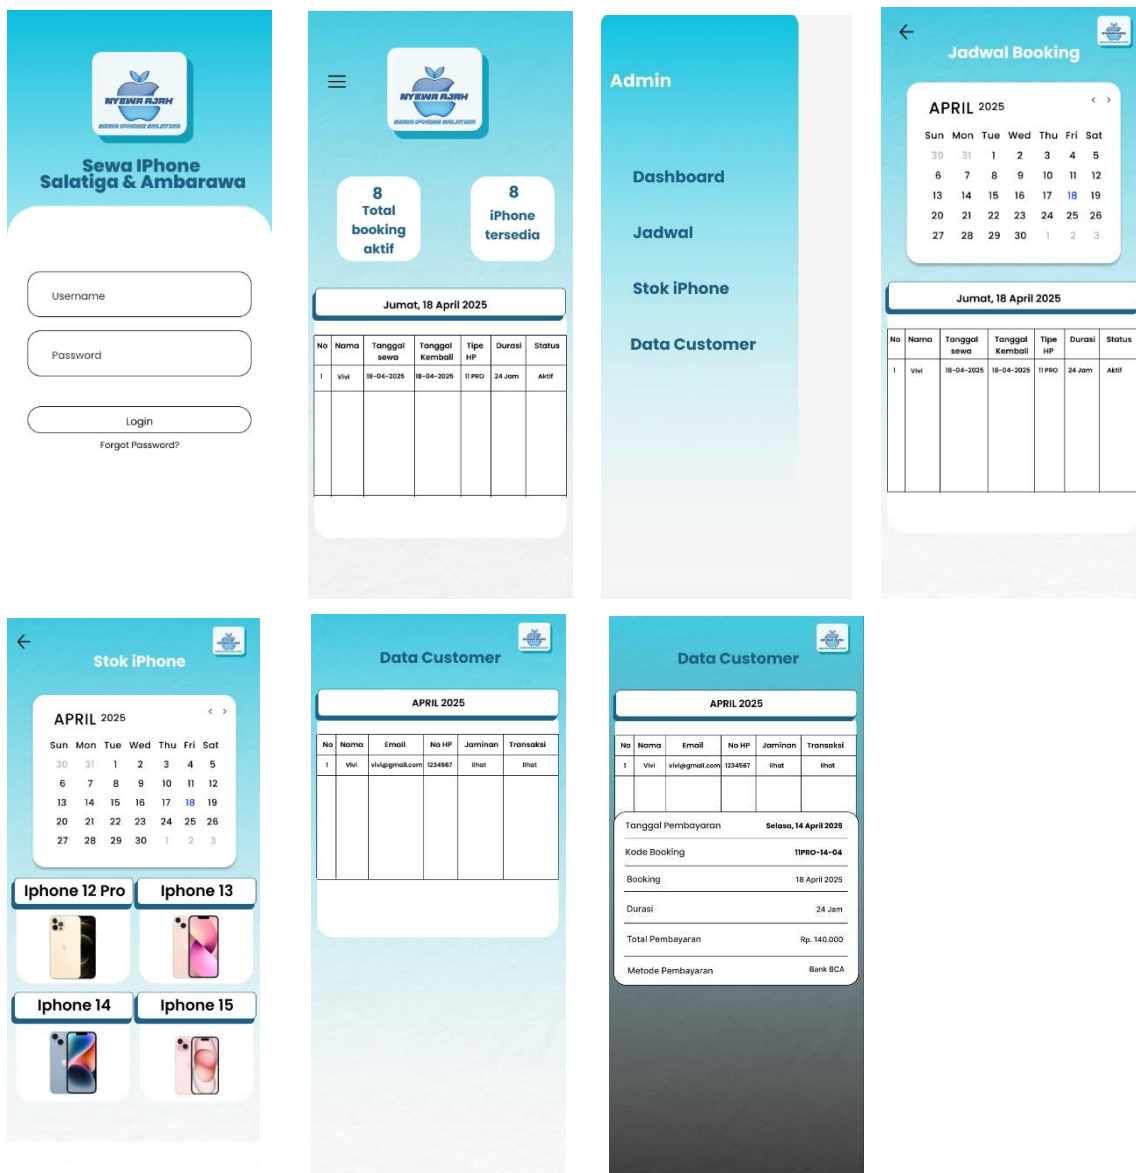 NYEWA AJAH
SEWA IPHONE SALATIGA
Sewa IPhone
Salatiga & Ambarawa
Username
Password
Login
Forgot Password?
NYEWA AJAH
SEWA IPHONE SALATIGA
8
Total
booking
aktif
8
iPhone
tersedia
Jumat, 18 April 2025
No Nama Tanggal sewa Tanggal Kembali Tipe HP Durasi Status
1 Vivi 18-04-2025 18-04-2025 11 PRO 24 Jam Aktif
Admin
Dashboard
Jadwal
Stok iPhone
Data Customer
Jadwal Booking
APRIL 2025 < >
Sun Mon Tue Wed Thu Fri Sat
30 31 1 2 3 4 5
6 7 8 9 10 11 12
13 14 15 16 17 18 19
20 21 22 23 24 25 26
27 28 29 30 1 2 3
Jumat, 18 April 2025
No Nama Tanggal sewa Tanggal Kembali Tipe HP Durasi Status
1 Vivi 18-04-2025 18-04-2025 11 PRO 24 Jam Aktif
Stok iPhone
APRIL 2025 < >
Sun Mon Tue Wed Thu Fri Sat
30 31 1 2 3 4 5
6 7 8 9 10 11 12
13 14 15 16 17 18 19
20 21 22 23 24 25 26
27 28 29 30 1 2 3
Iphone 12 Pro
Iphone 13
Iphone 14
Iphone 15
Data Customer
APRIL 2025
No Nama Email No HP Jaminan Transaksi
1 Vivi vivi@gmail.com 1234567 lihat lihat
Data Customer
APRIL 2025
No Nama Email No HP Jaminan Transaksi
1 Vivi vivi@gmail.com 1234567 lihat lihat
Tanggal Pembayaran Selasa, 14 April 2025
Kode Booking 11PRO-14-04
Booking 18 April 2025
Durasi 24 Jam
Total Pembayaran Rp. 140.000
Metode Pembayaran Bank BCA